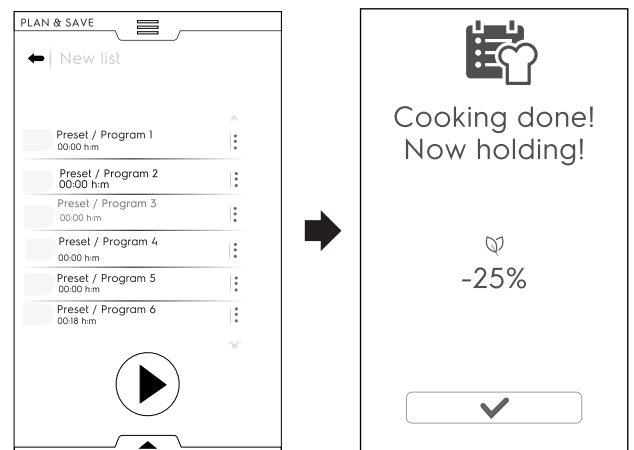 PLAN & SAVE
New list
Preset / Program 1
00:00 h:m
Preset / Program 2
00:00 h:m
Preset / Program 3
00:00 h:m
Preset / Program 4
00:00 h:m
Preset / Program 5
00:00 h:m
Preset / Program 6
00:18 h:m
Cooking done!
Now holding!
-25%